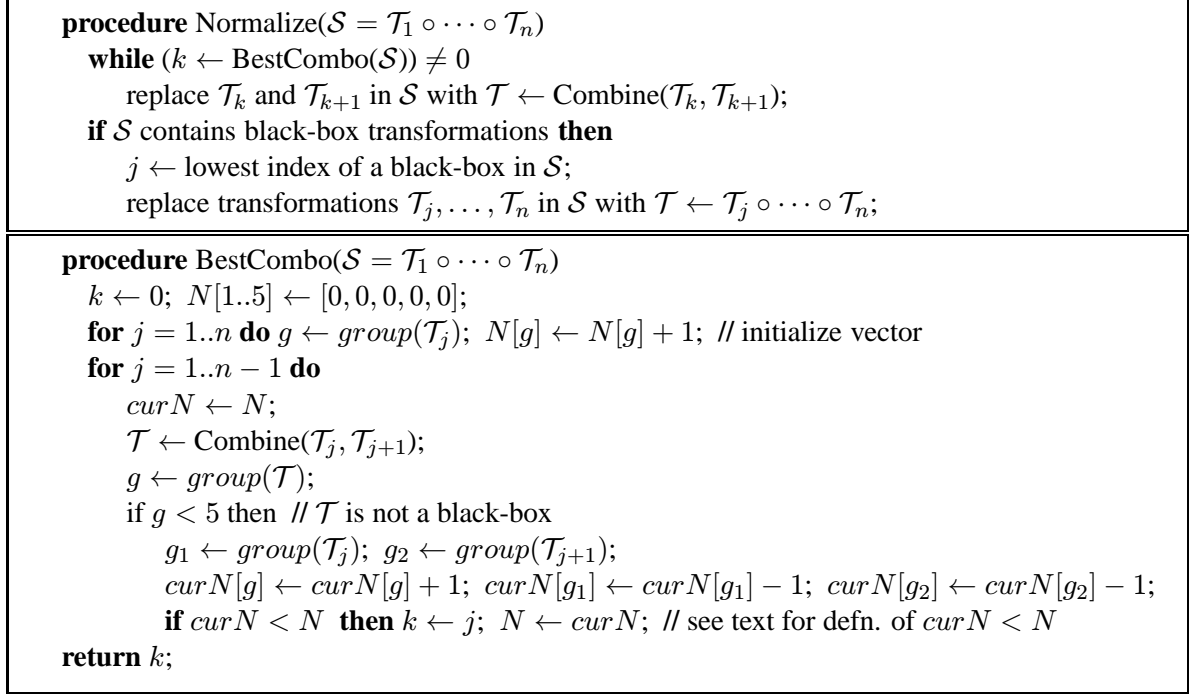 procedure Normalize(𝒮 = 𝒯₁ ∘ ⋯ ∘ 𝒯ₙ)
while (k ← BestCombo(𝒮)) ≠ 0
replace 𝒯ₖ and 𝒯ₖ₊₁ in 𝒮 with 𝒯 ← Combine(𝒯ₖ, 𝒯ₖ₊₁);
if 𝒮 contains black-box transformations then
j ← lowest index of a black-box in 𝒮;
replace transformations 𝒯ⱼ, . . . , 𝒯ₙ in 𝒮 with 𝒯 ← 𝒯ⱼ ∘ ⋯ ∘ 𝒯ₙ;
procedure BestCombo(𝒮 = 𝒯₁ ∘ ⋯ ∘ 𝒯ₙ)
k ← 0; N[1..5] ← [0, 0, 0, 0, 0];
for j = 1..n do g ← group(𝒯ⱼ); N[g] ← N[g] + 1; // initialize vector
for j = 1..n − 1 do
curN ← N;
𝒯 ← Combine(𝒯ⱼ, 𝒯ⱼ₊₁);
g ← group(𝒯);
if g < 5 then // 𝒯 is not a black-box
g₁ ← group(𝒯ⱼ); g₂ ← group(𝒯ⱼ₊₁);
curN[g] ← curN[g] + 1; curN[g₁] ← curN[g₁] − 1; curN[g₂] ← curN[g₂] − 1;
if curN < N then k ← j; N ← curN; // see text for defn. of curN < N
return k;